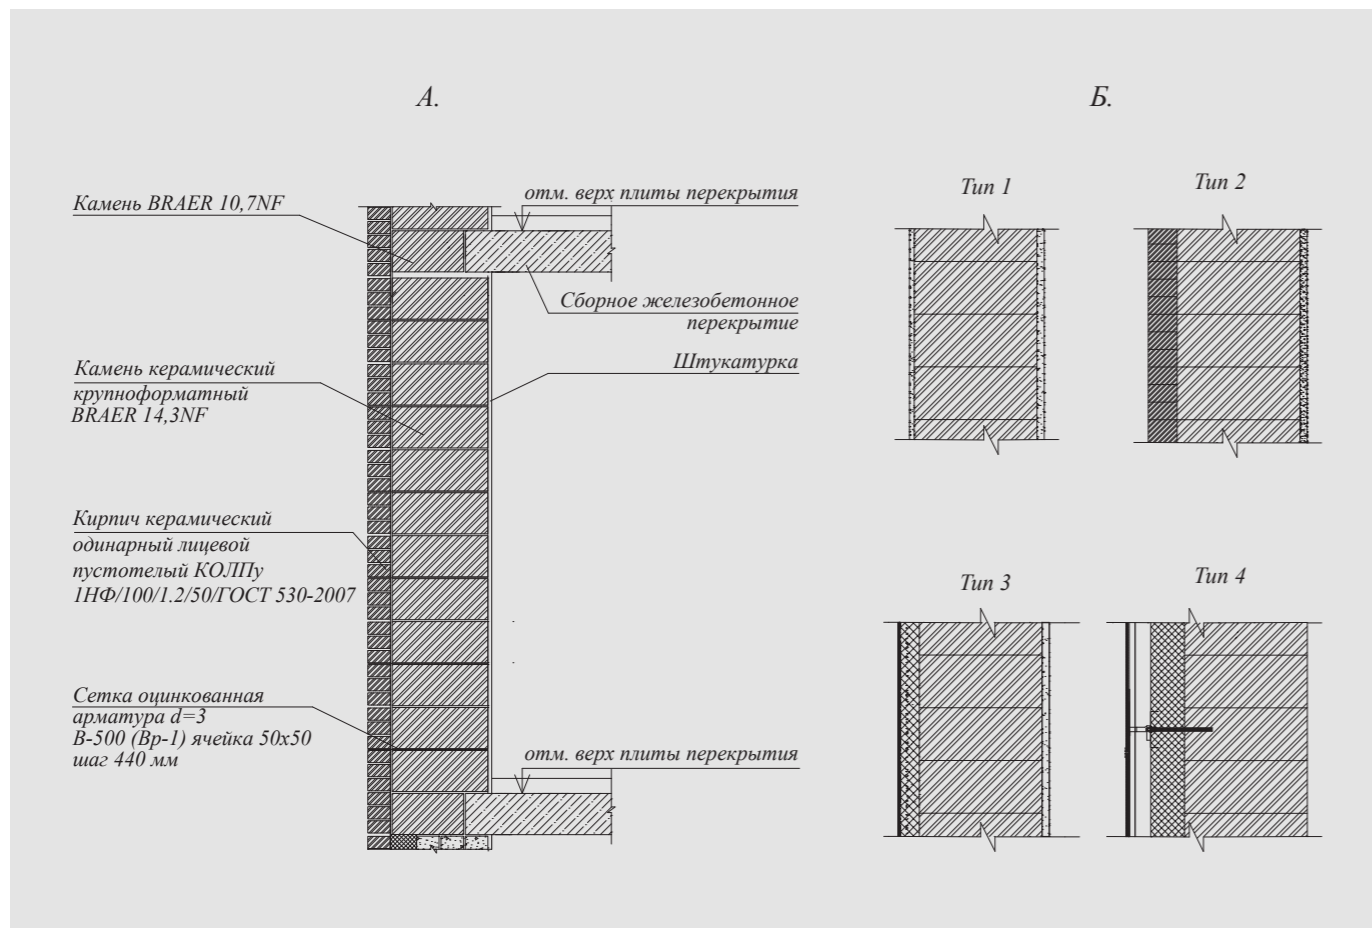 А.
Камень BRAER 10,7NF
отм. верх плиты перекрытия
Сборное железобетонное
перекрытие
Штукатурка
Камень керамический
крупноформатный
BRAER 14,3NF
Кирпич керамический
одинарный лицевой
пустотелый КОЛПу
1НФ/100/1.2/50/ГОСТ 530-2007
Сетка оцинкованная
арматура d=3
В-500 (Вр-1) ячейка 50х50
шаг 440 мм
отм. верх плиты перекрытия
Б.
Тип 1
Тип 2
Тип 3
Тип 4